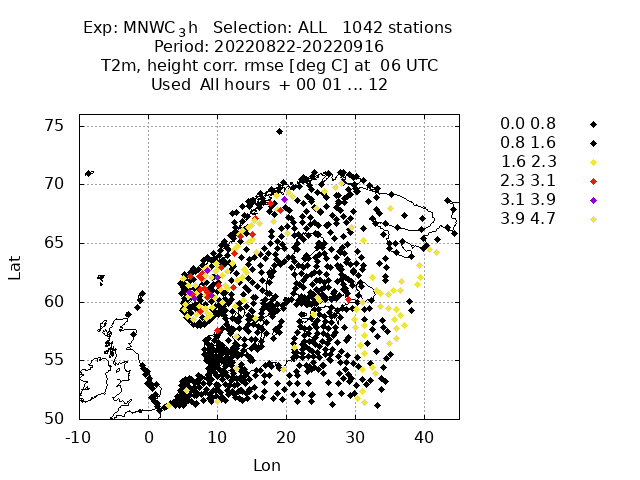 Exp: MNWC_3h   Selection: ALL   1042 stations
Period: 20220822-20220916
T2m, height corr. rmse [deg C] at  06 UTC
Used  All hours  + 00 01 ... 12
0.0 0.8
0.8 1.6
1.6 2.3
2.3 3.1
3.1 3.9
3.9 4.7
75
70
65
60
55
50
Lat
-10 0 10 20 30 40
Lon